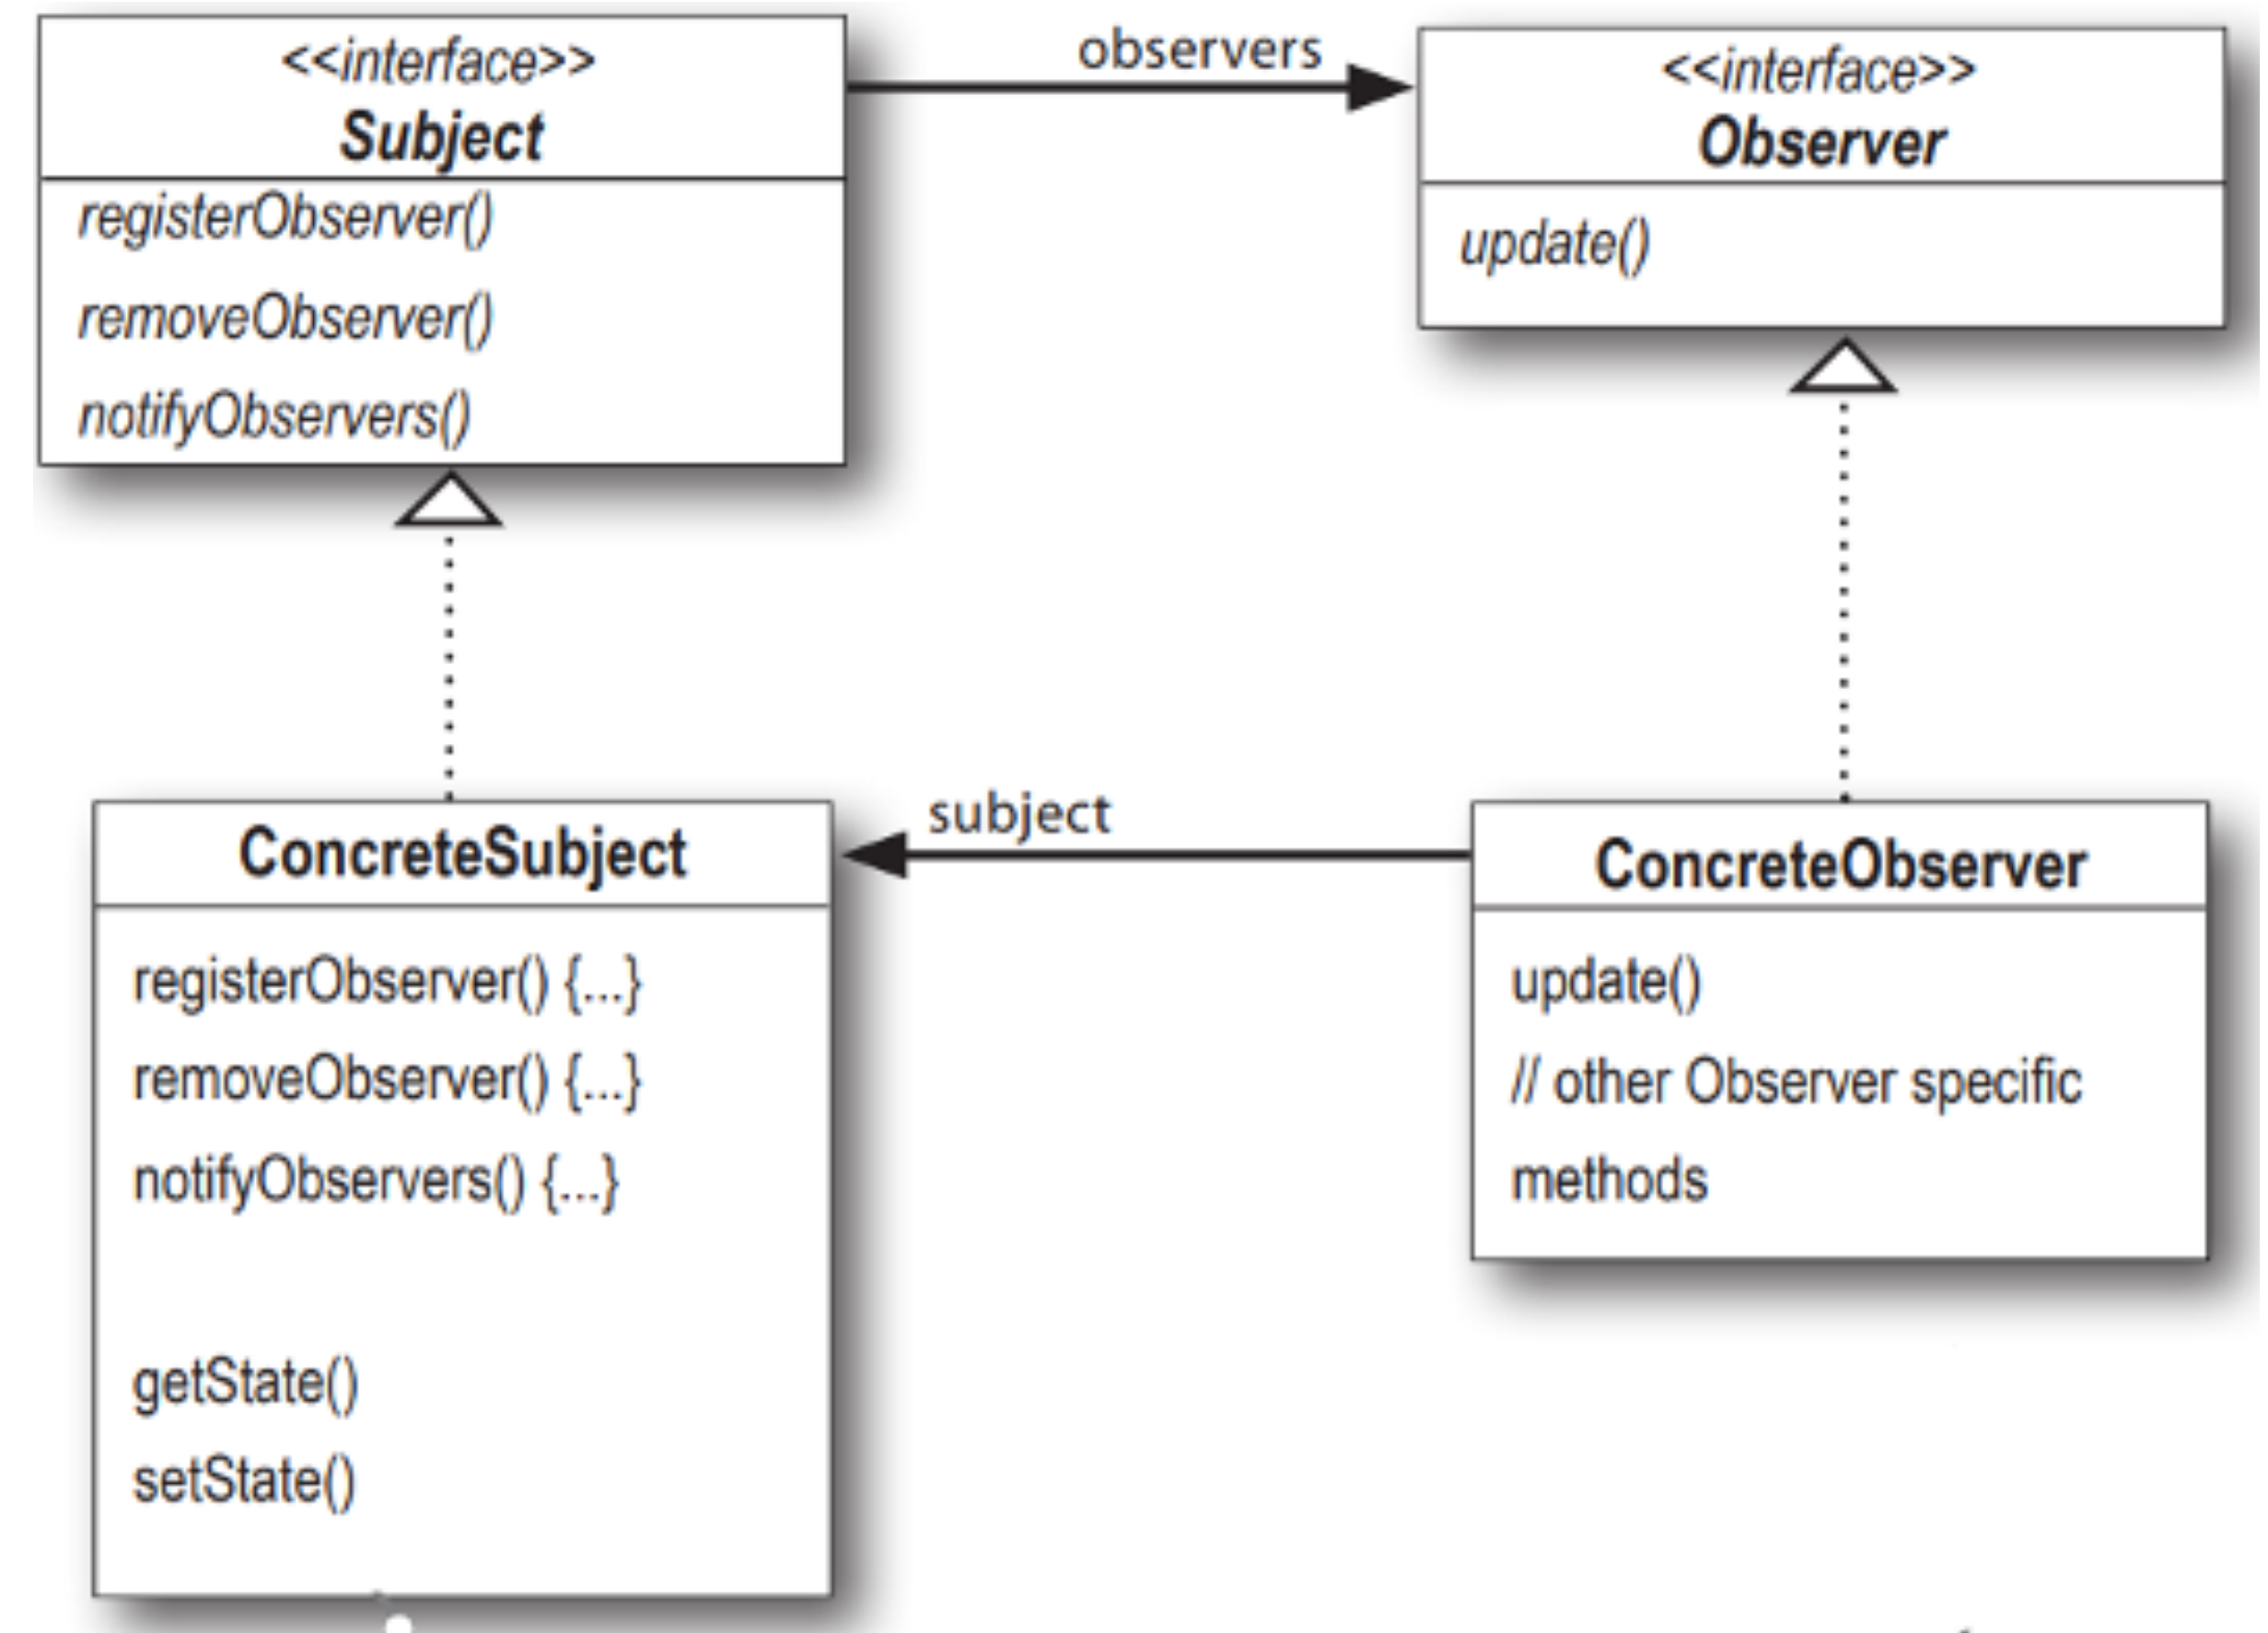 <<interface>>
Subject
registerObserver()
removeObserver()
notifyObservers()
observers
<<interface>>
Observer
update()
ConcreteSubject
registerObserver() {...}
removeObserver() {...}
notifyObservers() {...}
getState()
setState()
subject
ConcreteObserver
update()
// other Observer specific
methods